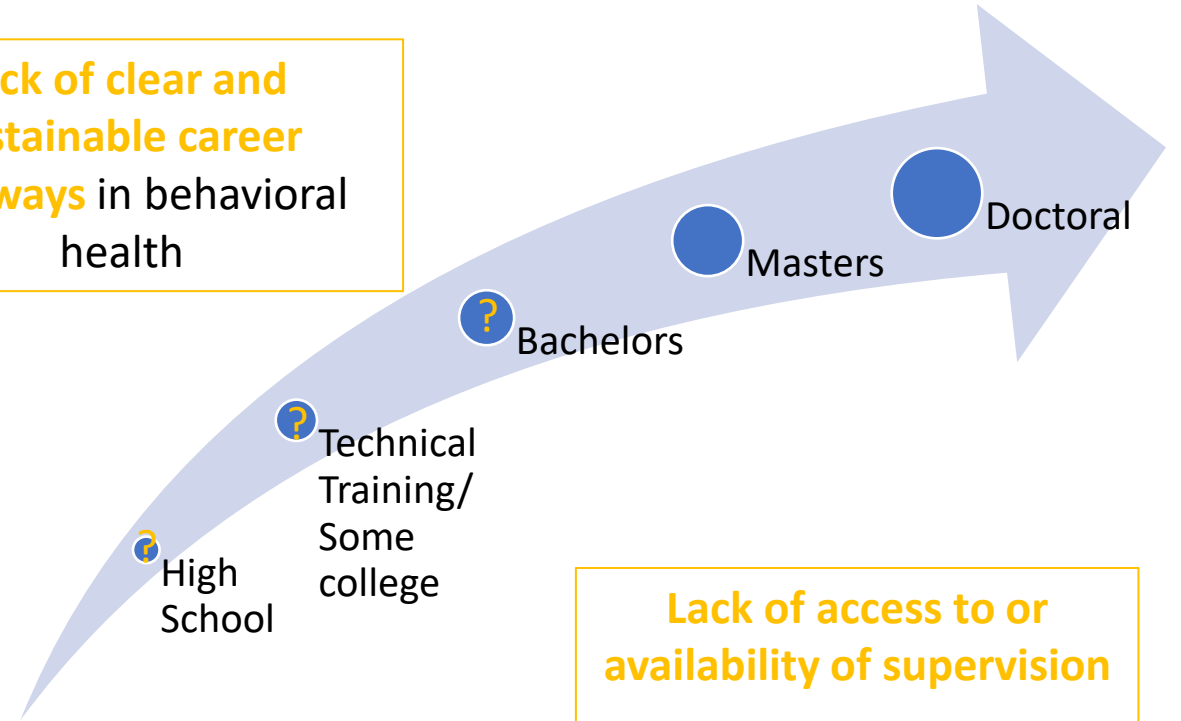 ck of clear and
stainable career
ways in behavioral
health
Doctoral
Masters
?
Bachelors
?
Technical
Training/
Some
college
?
High
School
Lack of access to or
availability of supervision